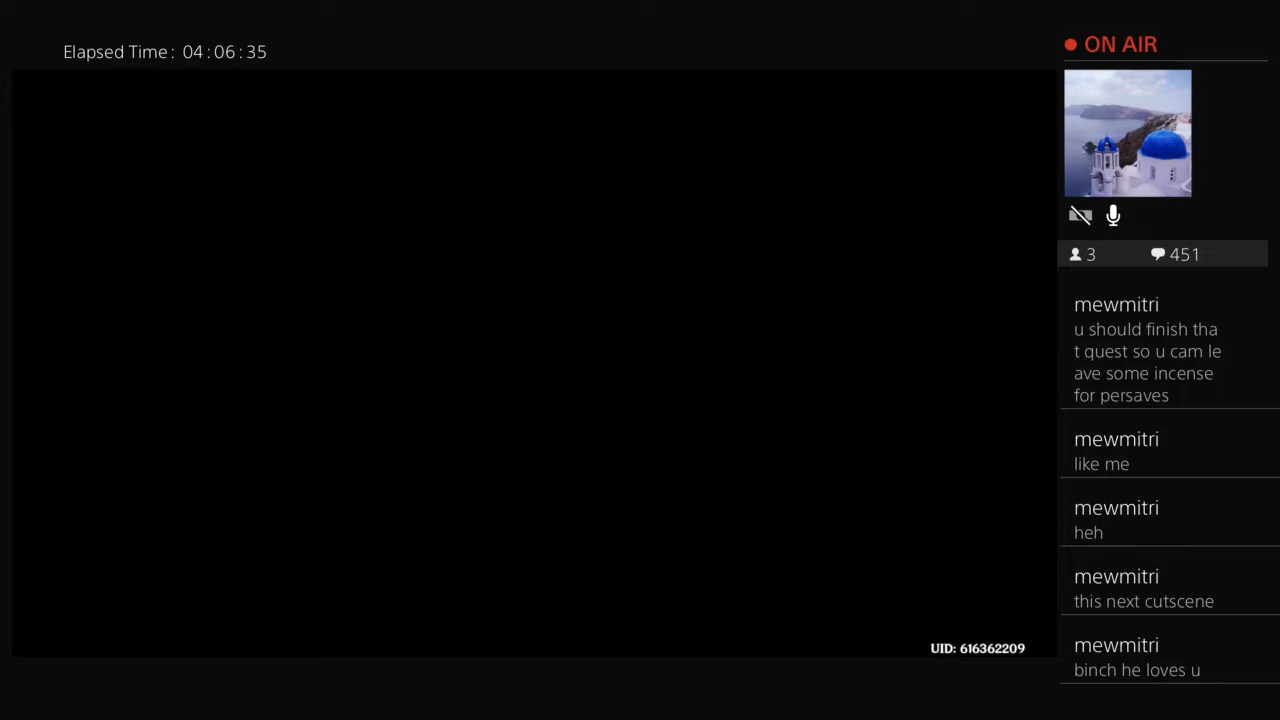 Elapsed Time: 04:06:35
ON AIR
3
451
mewmitri
u should finish tha
t quest so u cam le
ave some incense
for persaves
mewmitri
like me
mewmitri
heh
mewmitri
this next cutscene
mewmitri
binch he loves u
UID: 616362209